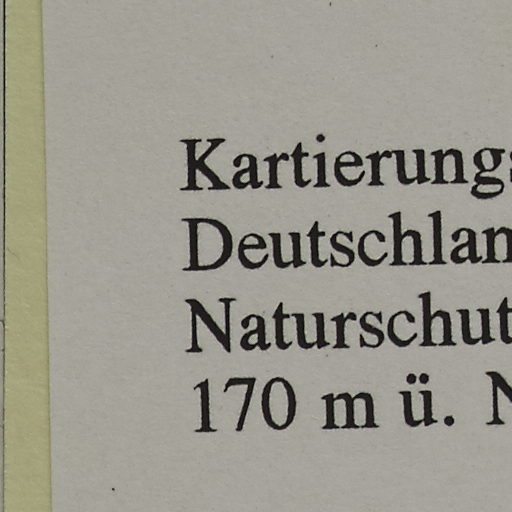 Kartierungs
Deutschlan
Naturschut
170 m ü. N